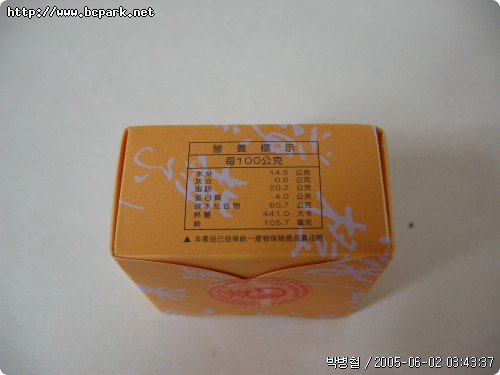 http://www.bcpark.net
營養標示
每100公克
水分 14.5 公克
灰分 0.6 公克
脂肪 20.2 公克
蛋白質 4.0 公克
碳水化合物 60.7 公克
熱量 441.0 大卡
鈉 105.7 毫克
▲本產品已投保統一產物保險產品責任險
박병철 / 2005-06-02 03:43:37